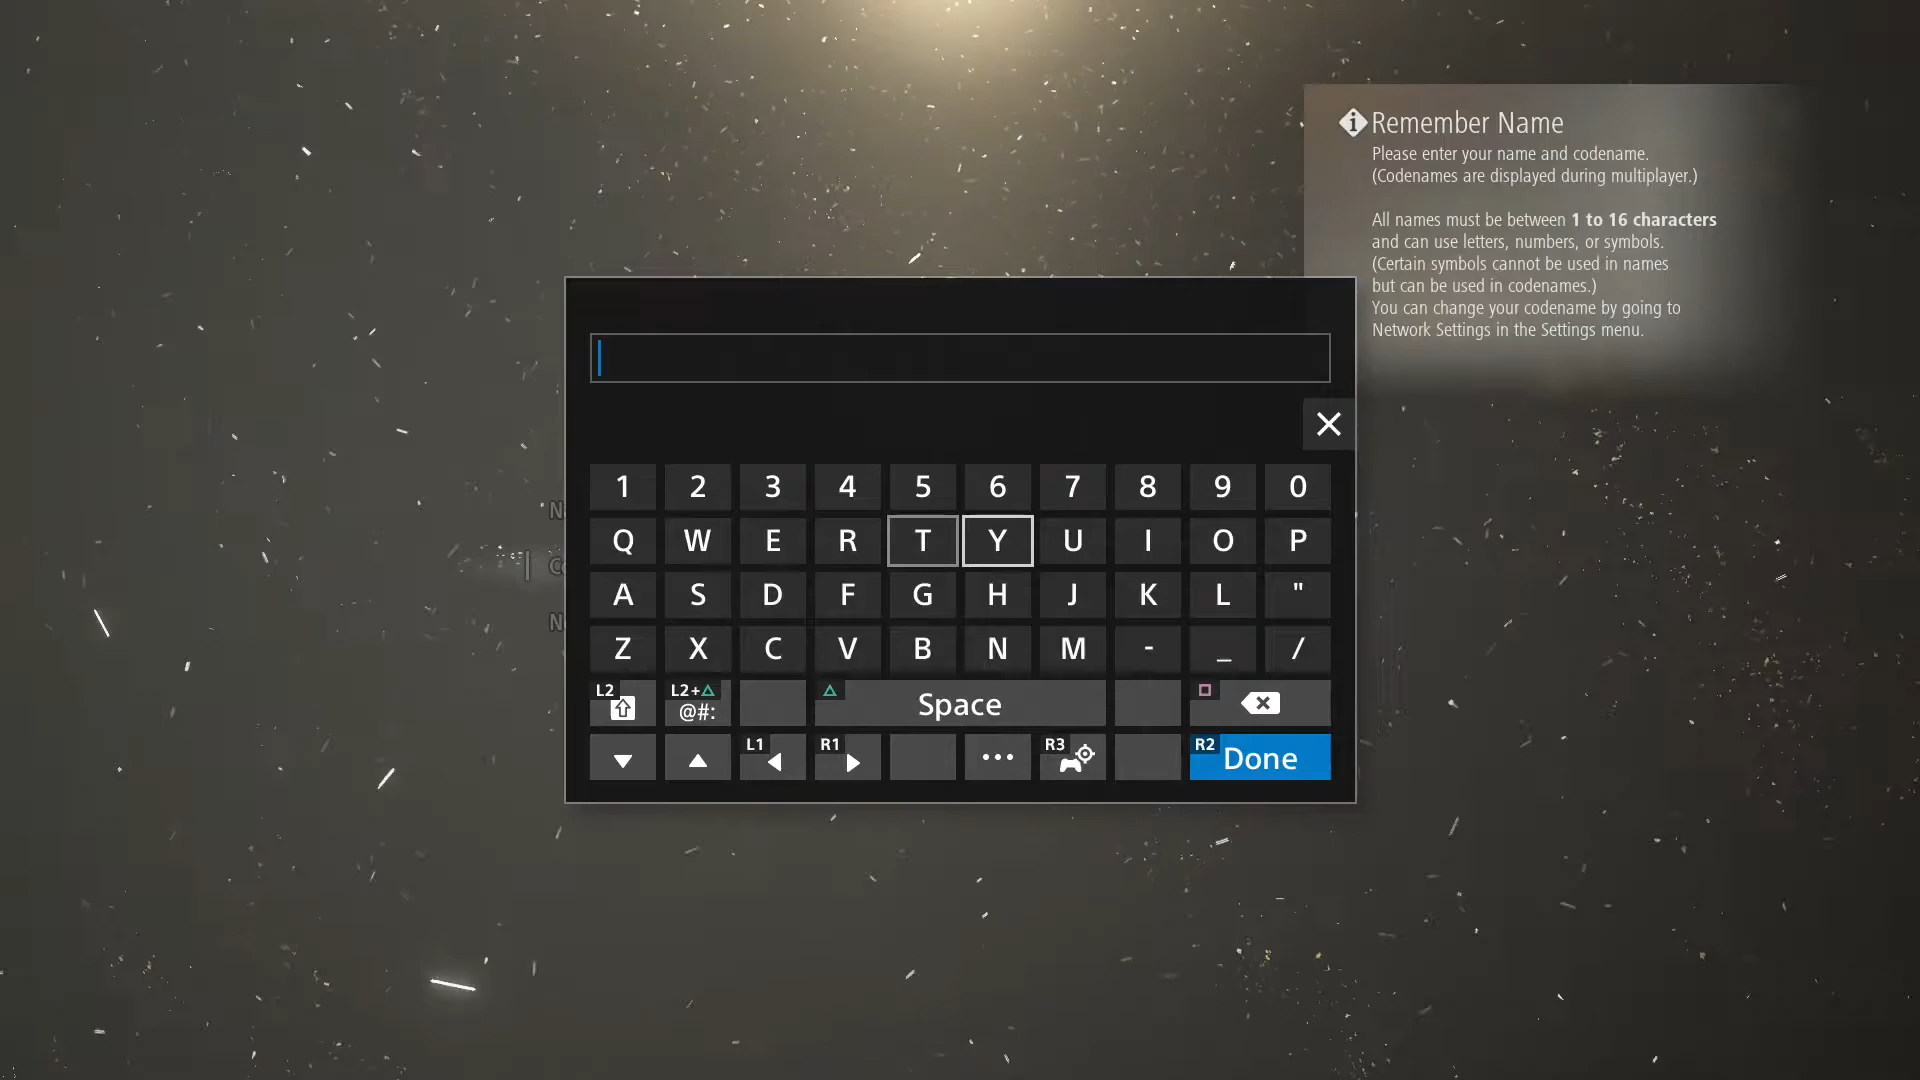 Remember Name
Please enter your name and codename.
(Codenames are displayed during multiplayer.)
All names must be between 1 to 16 characters
and can use letters, numbers, or symbols.
(Certain symbols cannot be used in names
but can be used in codenames.)
You can change your codename by going to
Network Settings in the Settings menu.
1 2 3 4 5 6 7 8 9 0
Q W E R T Y U I O P
A S D F G H J K L "
Z X C V B N M - _ /
L2 L2+△ @#: △ Space
L1 R1 ... R3 R2 Done